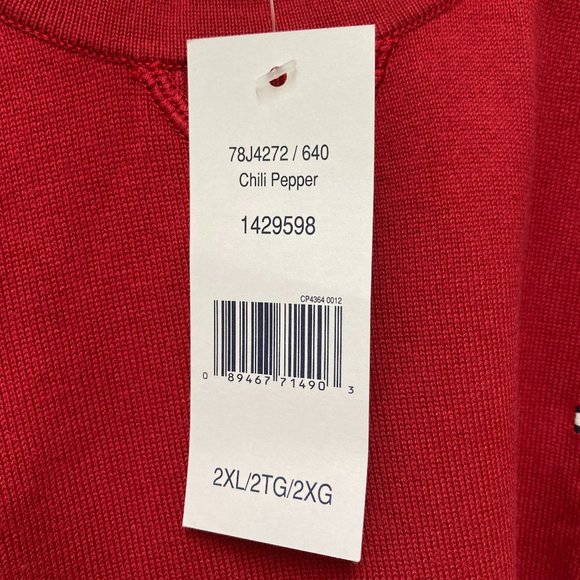 78J4272 / 640
Chili Pepper
1429598
CP4364 0012
0 89467 71490 3
2XL/2TG/2XG